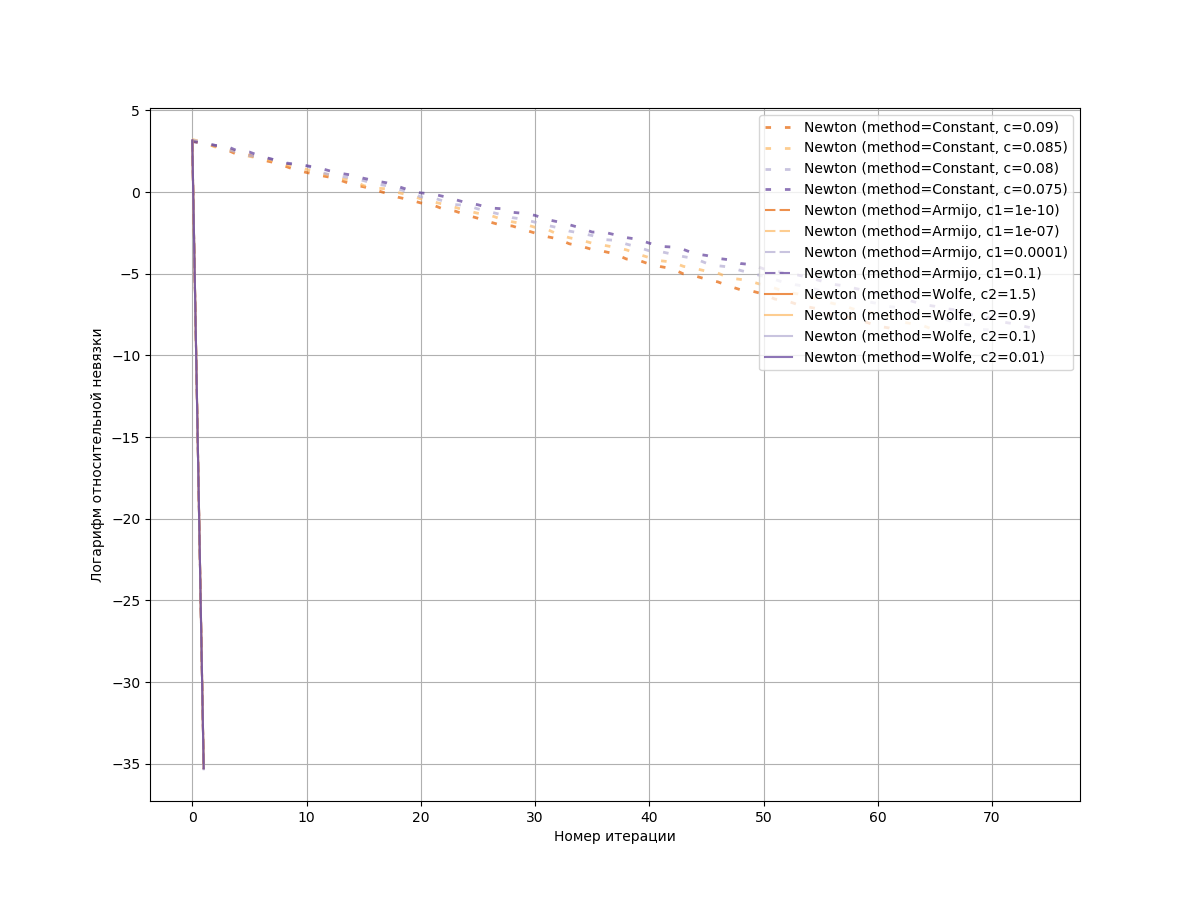 5
0
−5
−10
−15
−20
−25
−30
−35
Логарифм относительной невязки
0 10 20 30 40 50 60 70
Номер итерации
Newton (method=Constant, c=0.09)
Newton (method=Constant, c=0.085)
Newton (method=Constant, c=0.08)
Newton (method=Constant, c=0.075)
Newton (method=Armijo, c1=1e-10)
Newton (method=Armijo, c1=1e-07)
Newton (method=Armijo, c1=0.0001)
Newton (method=Armijo, c1=0.1)
Newton (method=Wolfe, c2=1.5)
Newton (method=Wolfe, c2=0.9)
Newton (method=Wolfe, c2=0.1)
Newton (method=Wolfe, c2=0.01)